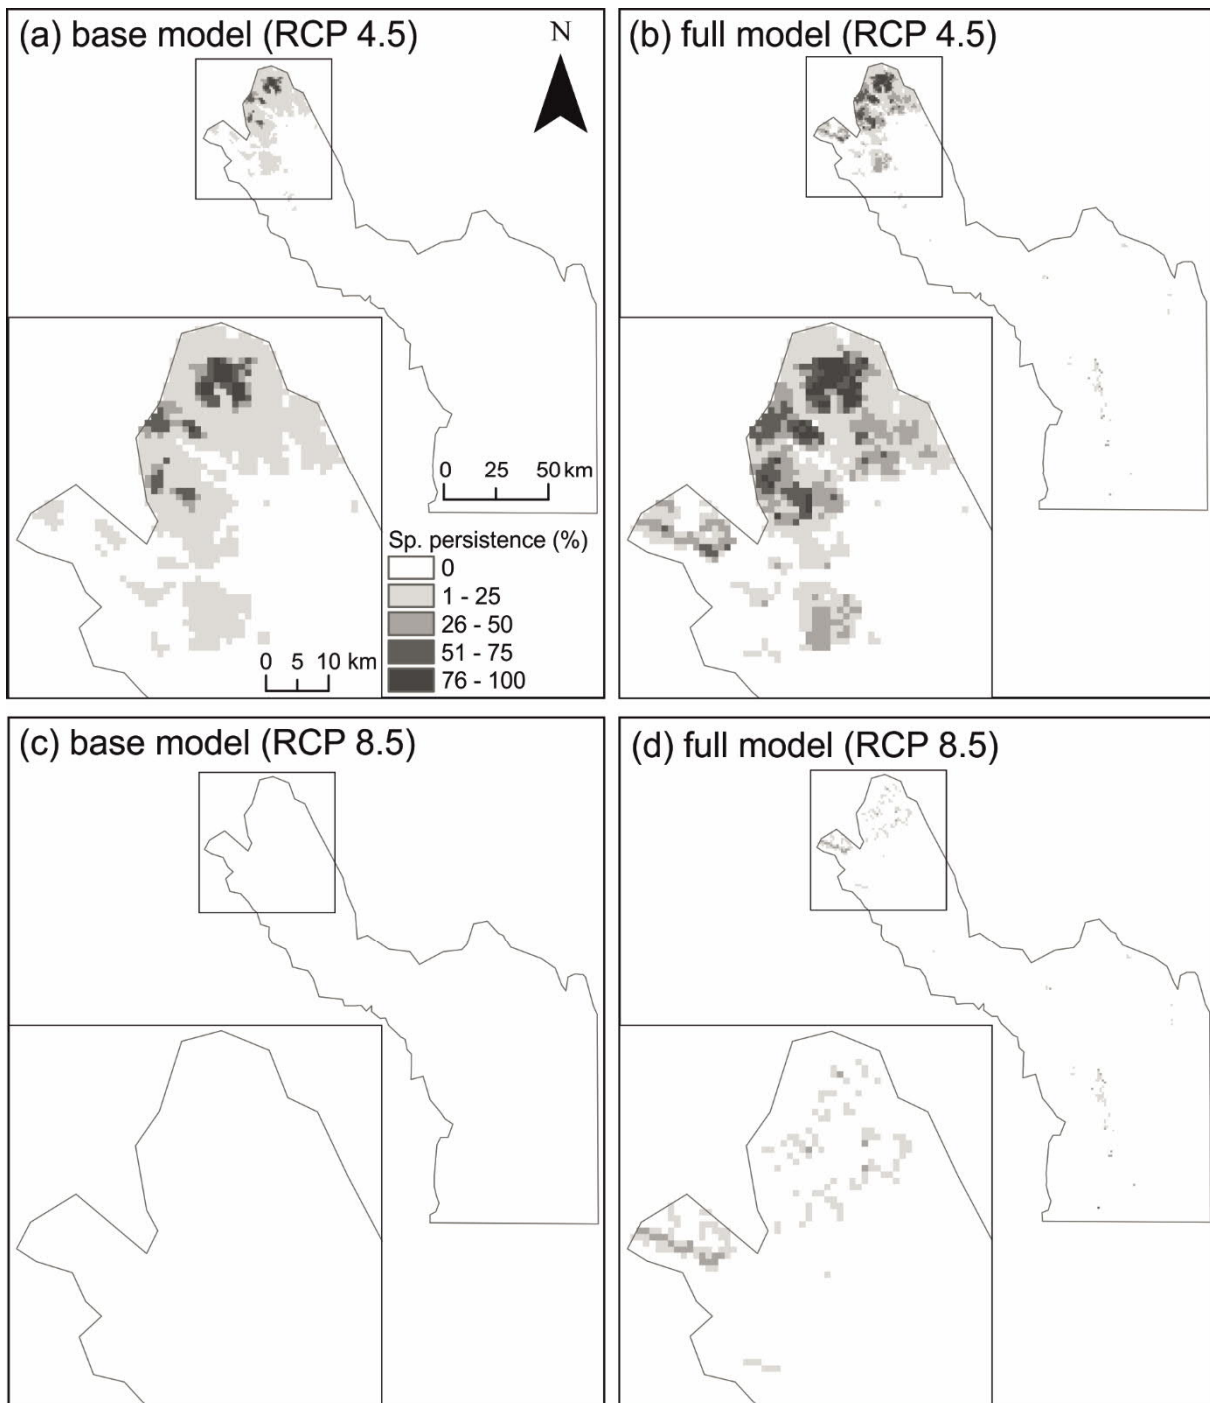 (a) base model (RCP 4.5)
N
(b) full model (RCP 4.5)
0 25 50 km
Sp. persistence (%)
0
1 - 25
26 - 50
51 - 75
76 - 100
0 5 10 km
(c) base model (RCP 8.5)
(d) full model (RCP 8.5)